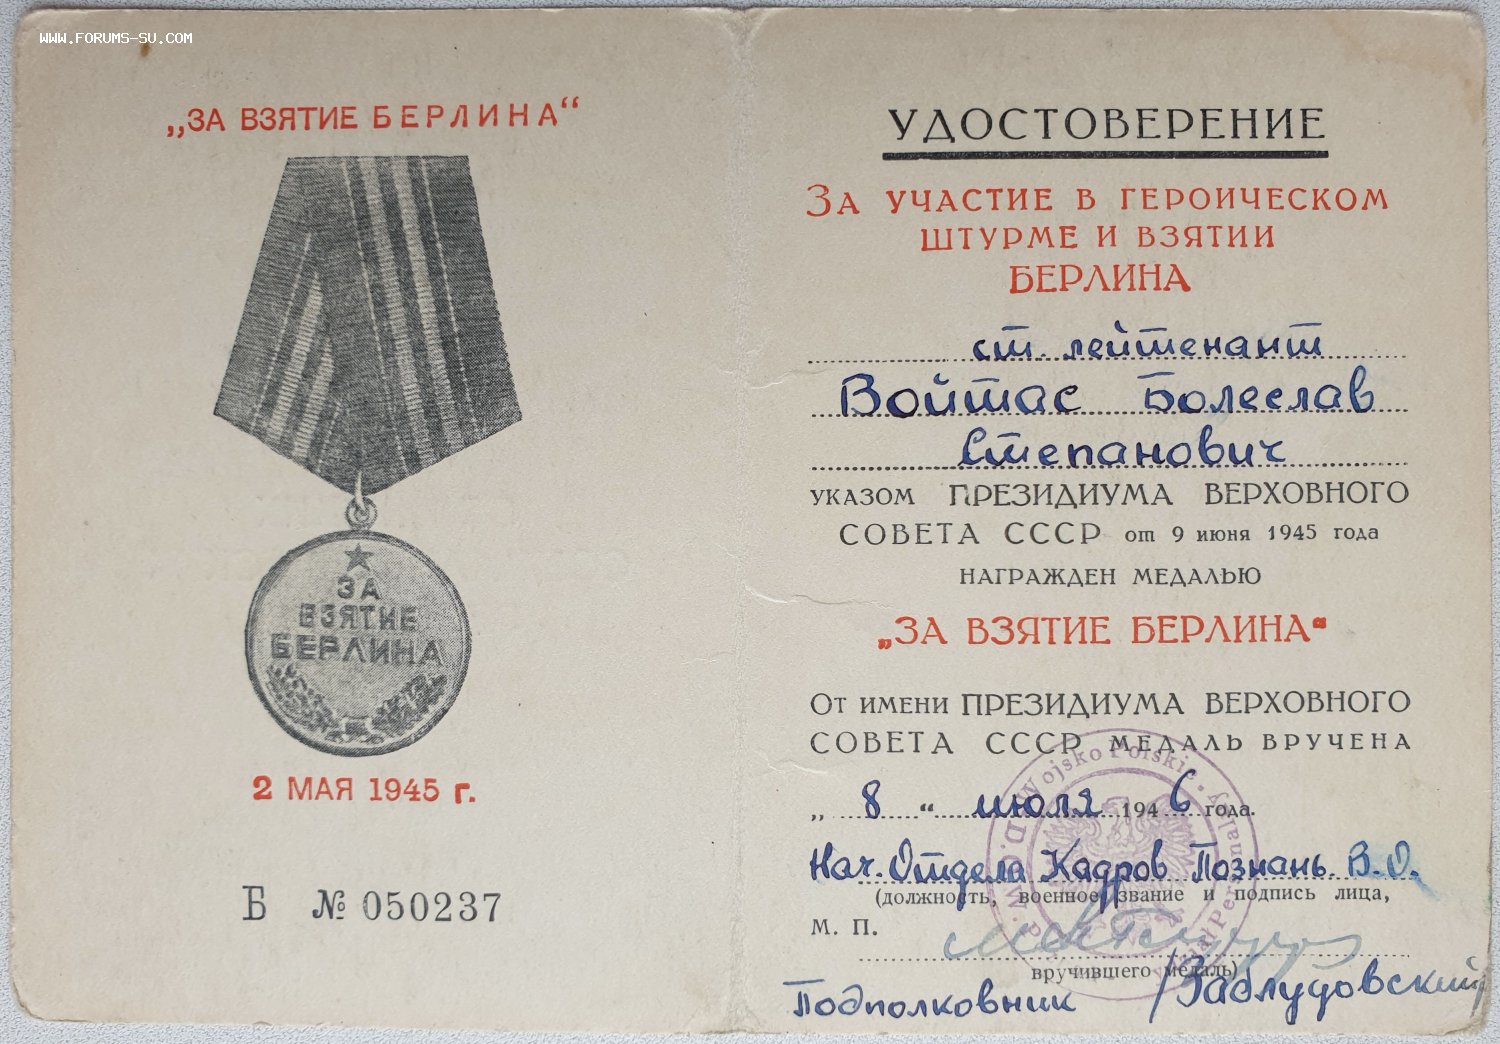 WWW.FORUMS-SU.COM
„ЗА ВЗЯТИЕ БЕРЛИНА“
ЗА
ВЗЯТИЕ
БЕРЛИНА
2 МАЯ 1945 г.
Б № 050237
УДОСТОВЕРЕНИЕ
ЗА УЧАСТИЕ В ГЕРОИЧЕСКОМ
ШТУРМЕ И ВЗЯТИИ
БЕРЛИНА
ст. лейтенант
Войтас Болеслав
Степанович
УКАЗОМ ПРЕЗИДИУМА ВЕРХОВНОГО
СОВЕТА СССР от 9 июня 1945 года
НАГРАЖДЕН МЕДАЛЬЮ
„ЗА ВЗЯТИЕ БЕРЛИНА“
ОТ ИМЕНИ ПРЕЗИДИУМА ВЕРХОВНОГО
СОВЕТА СССР МЕДАЛЬ ВРУЧЕНА
„ 8 “ июля 1946 года.
Нач. Отдела Кадров Познань. В.О.
(должность, военное звание и подпись лица,
М. П.
вручившего медаль)
Подполковник /Заблудовский/
Wojsko Polskie